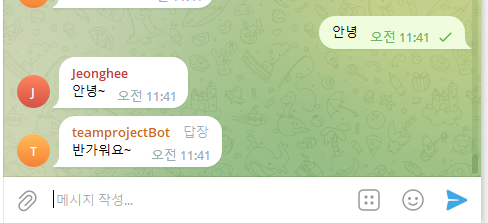 안녕 오전 11:41
Jeonghee
J
안녕~ 오전 11:41
teamprojectBot 답장
T
반가워요~ 오전 11:41
메시지 작성...